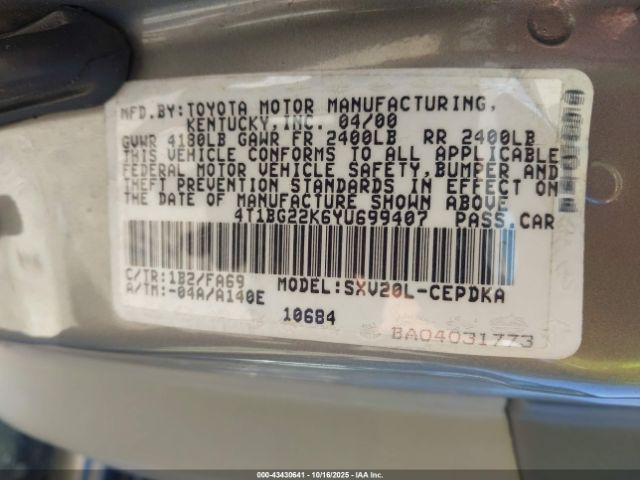 MFD.BY:TOYOTA MOTOR MANUFACTURING,
KENTUCKY,INC. 04/00
GVWR 4180LB GAWR FR 2400LB RR 2400LB
THIS VEHICLE CONFORMS TO ALL APPLICABLE
FEDERAL MOTOR VEHICLE SAFETY,BUMPER AND
THEFT PREVENTION STANDARDS IN EFFECT ON
THE DATE OF MANUFACTURE SHOWN ABOVE.
4T1BG22K6YU699407 PASS.CAR
C/TR:1B2/FA69 MODEL:SXV20L-CEPDKA
A/TM:-04A/A140E
10684
BA04031773
000-43430641 | 10/16/2025 | IAA Inc.